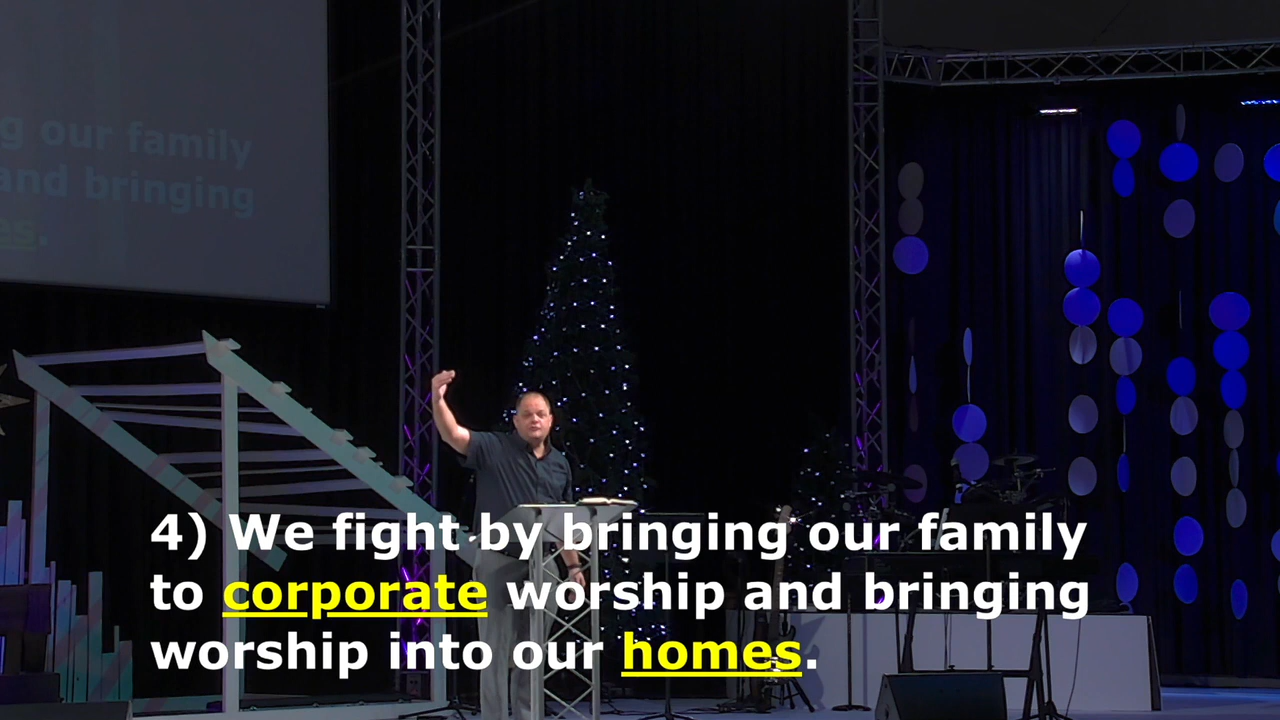 g our family
and bringing
es.
4) We fight by bringing our family
to corporate worship and bringing
worship into our homes.